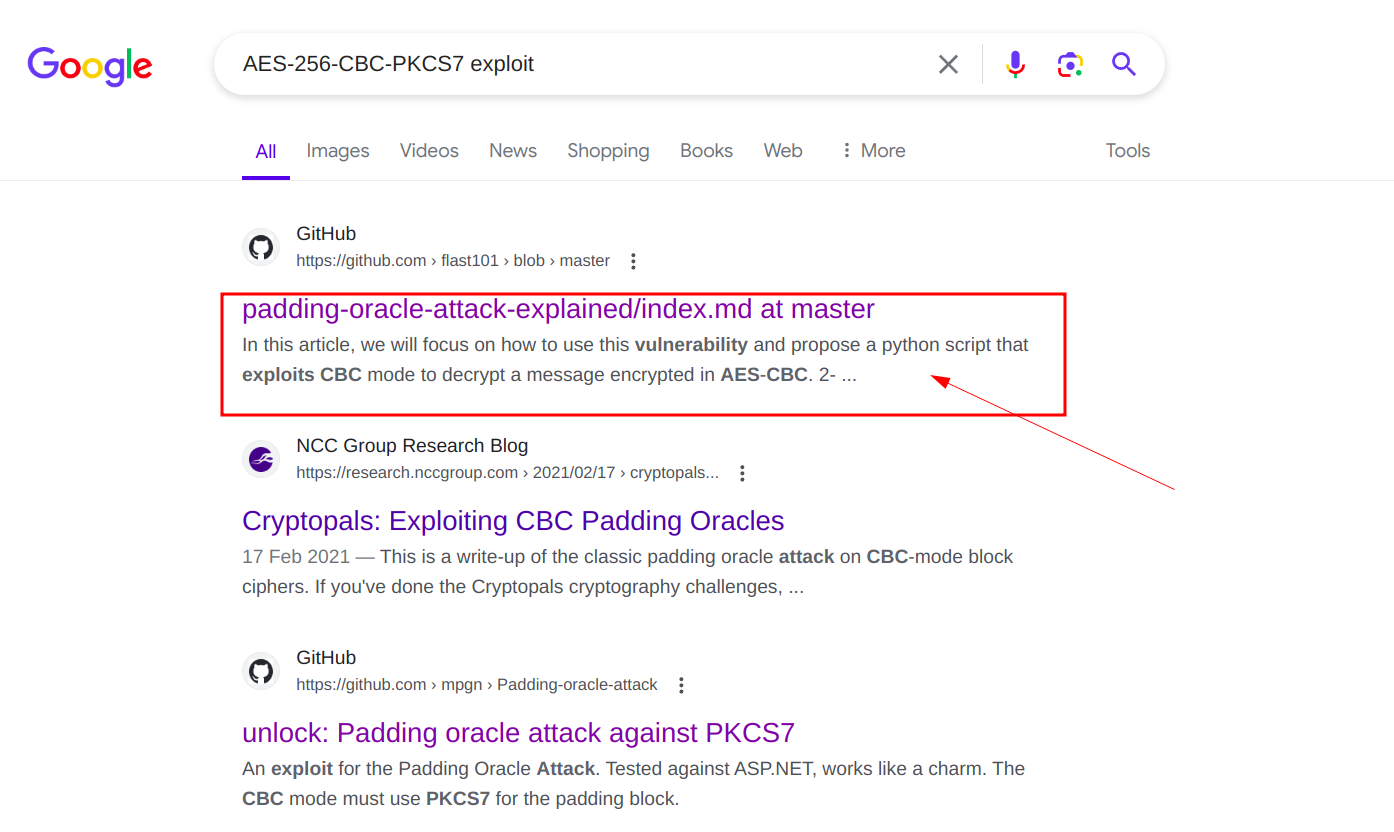 Google
AES-256-CBC-PKCS7 exploit
All Images Videos News Shopping Books Web More Tools
GitHub
https://github.com › flast101 › blob › master
padding-oracle-attack-explained/index.md at master
In this article, we will focus on how to use this vulnerability and propose a python script that
exploits CBC mode to decrypt a message encrypted in AES-CBC. 2- ...
NCC Group Research Blog
https://research.nccgroup.com › 2021/02/17 › cryptopals...
Cryptopals: Exploiting CBC Padding Oracles
17 Feb 2021 — This is a write-up of the classic padding oracle attack on CBC-mode block
ciphers. If you've done the Cryptopals cryptography challenges, ...
GitHub
https://github.com › mpgn › Padding-oracle-attack
unlock: Padding oracle attack against PKCS7
An exploit for the Padding Oracle Attack. Tested against ASP.NET, works like a charm. The
CBC mode must use PKCS7 for the padding block.